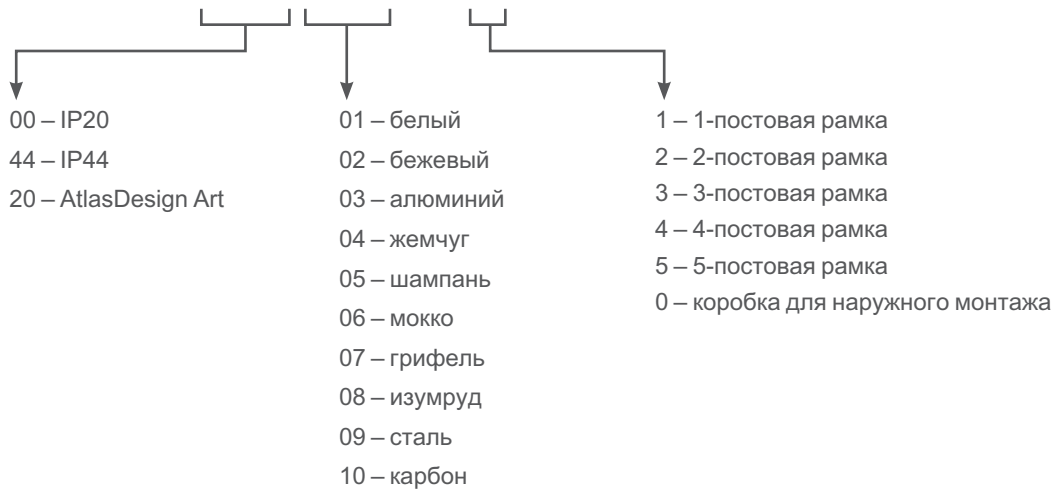 00 – IP20
44 – IP44
20 – AtlasDesign Art
01 – белый
02 – бежевый
03 – алюминий
04 – жемчуг
05 – шампань
06 – мокко
07 – грифель
08 – изумруд
09 – сталь
10 – карбон
1 – 1-постовая рамка
2 – 2-постовая рамка
3 – 3-постовая рамка
4 – 4-постовая рамка
5 – 5-постовая рамка
0 – коробка для наружного монтажа